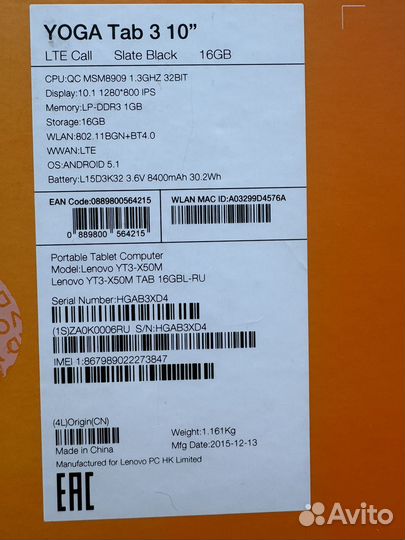 YOGA Tab 3 10”
LTE Call Slate Black 16GB
CPU:QC MSM8909 1.3GHZ 32BIT
Display:10.1 1280*800 IPS
Memory:LP-DDR3 1GB
Storage:16GB
WLAN:802.11BGN+BT4.0
WWAN:LTE
OS:ANDROID 5.1
Battery:L15D3K32 3.6V 8400mAh 30.2Wh
EAN Code:0889800564215 WLAN MAC ID:A03299D4576A
0 889800 564215
Portable Tablet Computer
Model:Lenovo YT3-X50M
Lenovo YT3-X50M TAB 16GBL-RU
Serial Number:HGAB3XD4
(1S)ZA0K0006RU S/N:HGAB3XD4
IMEI 1:867989022273847
(4L)Origin(CN)
Made in China
Weight:1.161Kg
Mfg Date:2015-12-13
Manufactured for Lenovo PC HK Limited
EAC
Avito